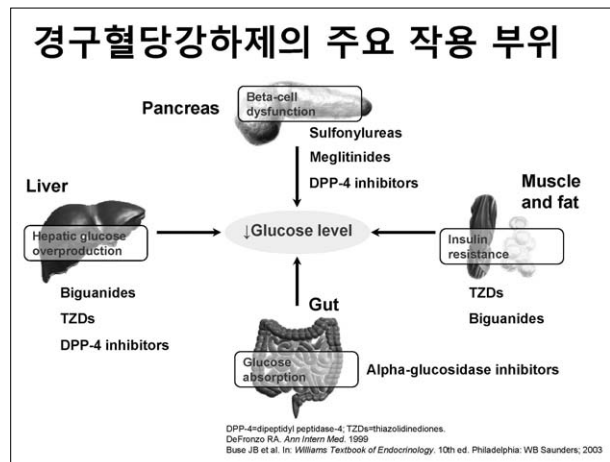 경구혈당강하제의 주요 작용 부위
Pancreas
Beta-cell
dysfunction
Sulfonylureas
Meglitinides
DPP-4 inhibitors
Liver
Hepatic glucose
overproduction
Biguanides
TZDs
DPP-4 inhibitors
↓Glucose level
Muscle
and fat
Insulin
resistance
TZDs
Biguanides
Gut
Glucose
absorption
Alpha-glucosidase inhibitors
DPP-4=dipeptidyl peptidase-4; TZDs=thiazolidinediones.
DeFronzo RA. Ann Intern Med. 1999
Buse JB et al. In: Williams Textbook of Endocrinology. 10th ed. Philadelphia: WB Saunders; 2003